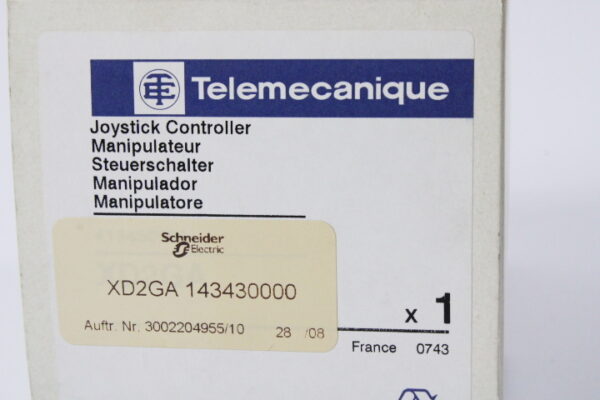 Telemecanique
Joystick Controller
Manipulateur
Steuerschalter
Manipulador
Manipulatore
Schneider
Electric
XD2GA 143430000
Auftr. Nr. 3002204955/10 28 /08
x 1
France 0743